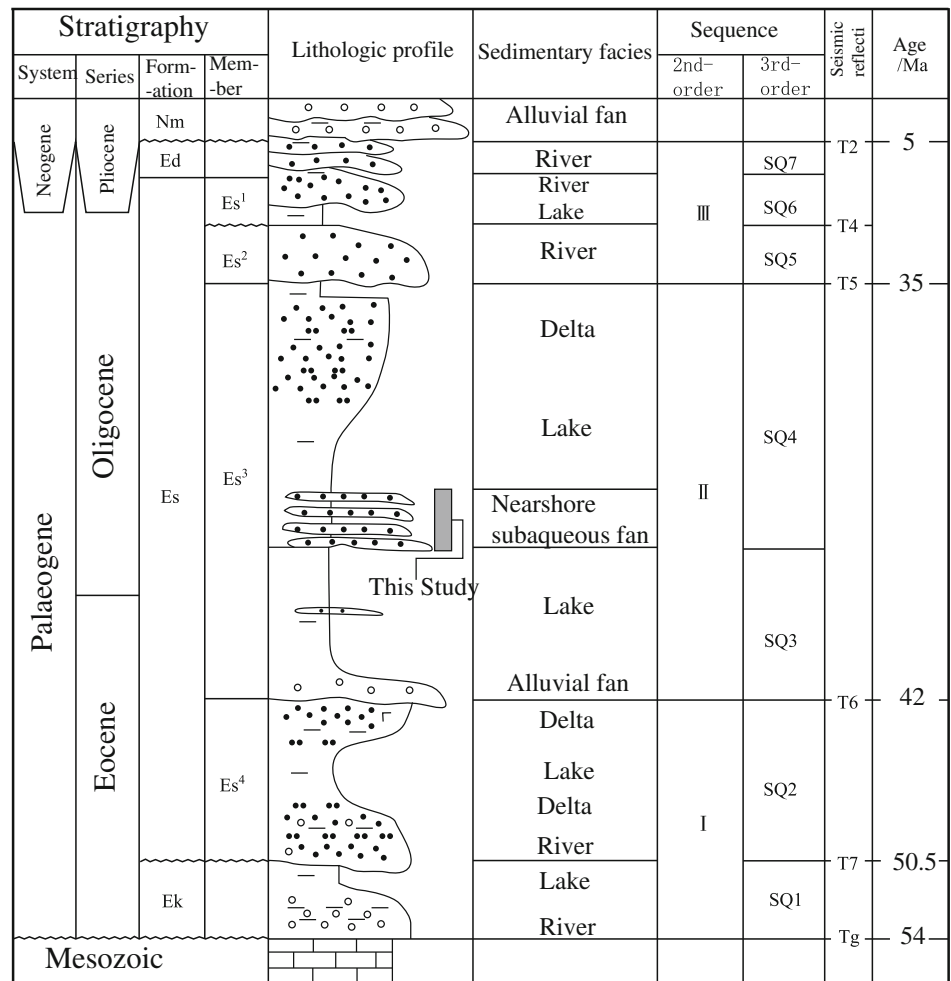 Stratigraphy
Lithologic profile
Sedimentary facies
Sequence
Seismic
reflecti
Age
/Ma
System
Series
Form-
-ation
Mem-
-ber
2nd-
order
3rd-
order
Neogene
Pliocene
Nm
Alluvial fan
T2
5
Ed
River
SQ7
Es1
River
Lake
SQ6
III
T4
Es2
River
SQ5
T5
35
Palaeogene
Oligocene
Es
Es3
Delta
Lake
SQ4
II
Nearshore
subaqueous fan
This Study
Eocene
Lake
SQ3
Alluvial fan
T6
42
Es4
Delta
Lake
Delta
River
SQ2
I
T7
50.5
Ek
Lake
River
SQ1
Tg
54
Mesozoic